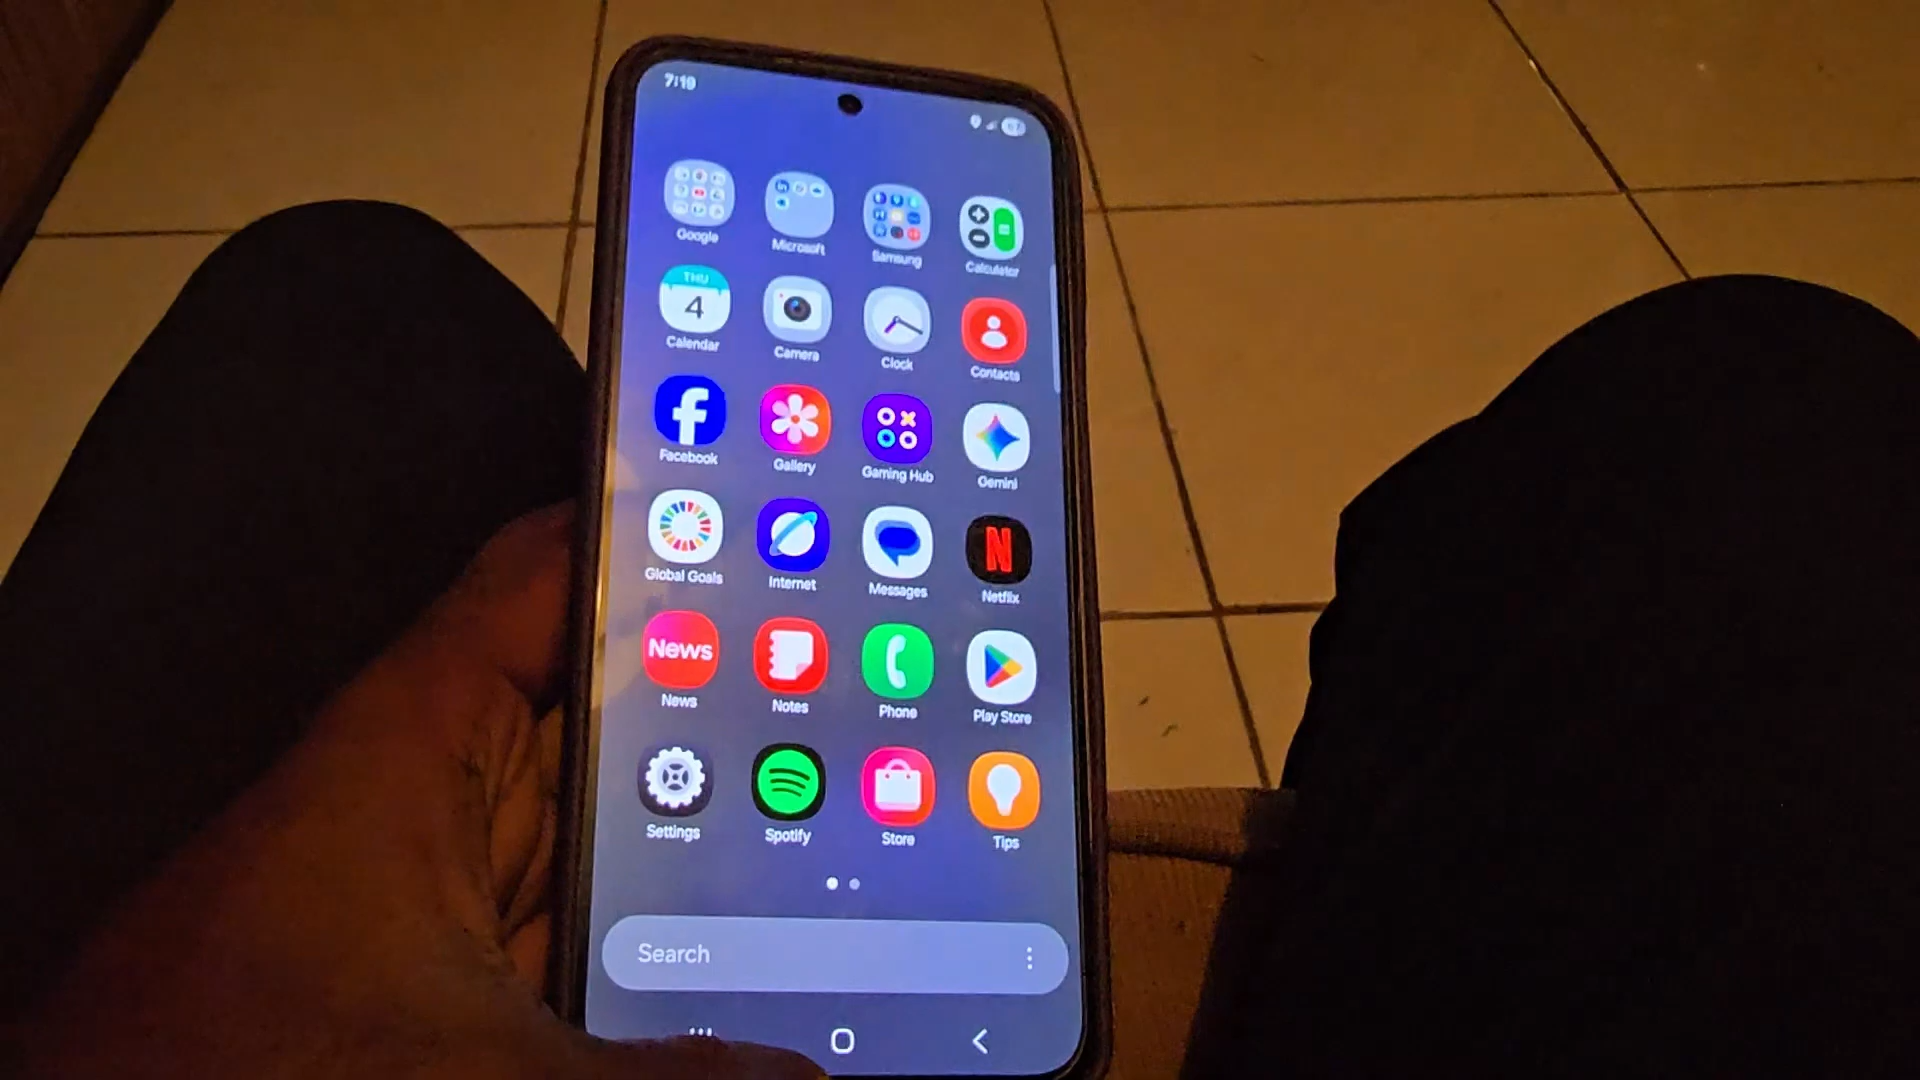 7:19
Google Microsoft Samsung Calculator
THU
4
Calendar Camera Clock Contacts
Facebook Gallery Gaming Hub Gemini
Global Goals Internet Messages Netflix
News
News Notes Phone Play Store
Settings Spotify Store Tips
Search